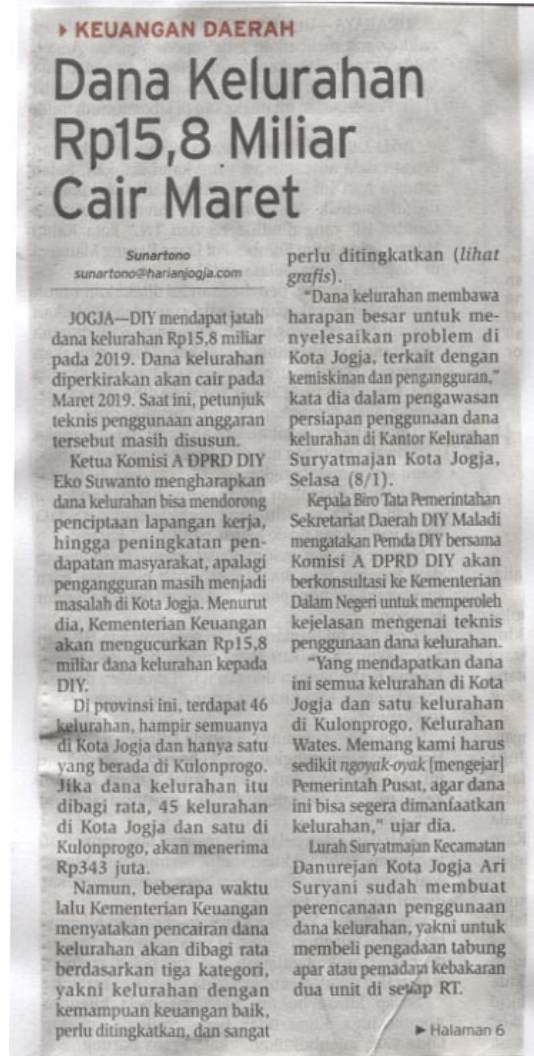 KEUANGAN DAERAH
Dana Kelurahan
Rp15,8 Miliar
Cair Maret
Sunartono
sunartono@harianjogja.com
JOGJA—DIY mendapat jatah
dana kelurahan Rp15,8 miliar
pada 2019. Dana kelurahan
diperkirakan akan cair pada
Maret 2019. Saat ini, petunjuk
teknis penggunaan anggaran
tersebut masih disusun.
Ketua Komisi A DPRD DIY
Eko Suwanto mengharapkan
dana kelurahan bisa mendorong
penciptaan lapangan kerja,
hingga peningkatan pen-
dapatan masyarakat, apalagi
pengangguran masih menjadi
masalah di Kota Jogja. Menurut
dia, Kementerian Keuangan
akan mengucurkan Rp15,8
miliar dana kelurahan kepada
DIY.
Di provinsi ini, terdapat 46
kelurahan, hampir semuanya
di Kota Jogja dan hanya satu
yang berada di Kulonprogo.
Jika dana kelurahan itu
dibagi rata, 45 kelurahan
di Kota Jogja dan satu di
Kulonprogo, akan menerima
Rp343 juta.
Namun, beberapa waktu
lalu Kementerian Keuangan
menyatakan pencairan dana
kelurahan akan dibagi rata
berdasarkan tiga kategori,
yakni kelurahan dengan
kemampuan keuangan baik,
perlu ditingkatkan, dan sangat
perlu ditingkatkan (lihat
grafis).
"Dana kelurahan membawa
harapan besar untuk me-
nyelesaikan problem di
Kota Jogja, terkait dengan
kemiskinan dan pengangguran,"
kata dia dalam pengawasan
persiapan penggunaan dana
kelurahan di Kantor Kelurahan
Suryatmajan Kota Jogja,
Selasa (8/1).
Kepala Biro Tata Pemerintahan
Sekretariat Daerah DIY Maladi
mengatakan Pemda DIY bersama
Komisi A DPRD DIY akan
berkonsultasi ke Kementerian
Dalam Negeri untuk memperoleh
kejelasan mengenai teknis
penggunaan dana kelurahan.
"Yang mendapatkan dana
ini semua kelurahan di Kota
Jogja dan satu kelurahan
di Kulonprogo, Kelurahan
Wates. Memang kami harus
sedikit ngoyak-oyak [mengejar]
Pemerintah Pusat, agar dana
ini bisa segera dimanfaatkan
kelurahan," ujar dia.
Lurah Suryatmajan Kecamatan
Danurejan Kota Jogja Ari
Suryani sudah membuat
perencanaan penggunaan
dana kelurahan, yakni untuk
membeli pengadaan tabung
apar atau pemadam kebakaran
dua unit di setiap RT.
Halaman 6